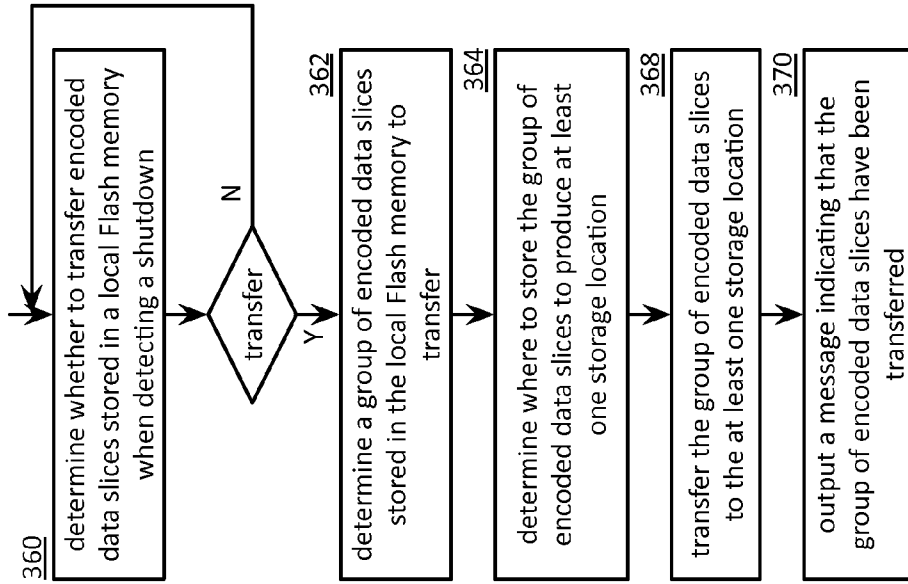 360
determine whether to transfer encoded
data slices stored in a local Flash memory
when detecting a shutdown
transfer
N
Y
362
determine a group of encoded data slices
stored in the local Flash memory to
transfer
364
determine where to store the group of
encoded data slices to produce at least
one storage location
368
transfer the group of encoded data slices
to the at least one storage location
370
output a message indicating that the
group of encoded data slices have been
transferred